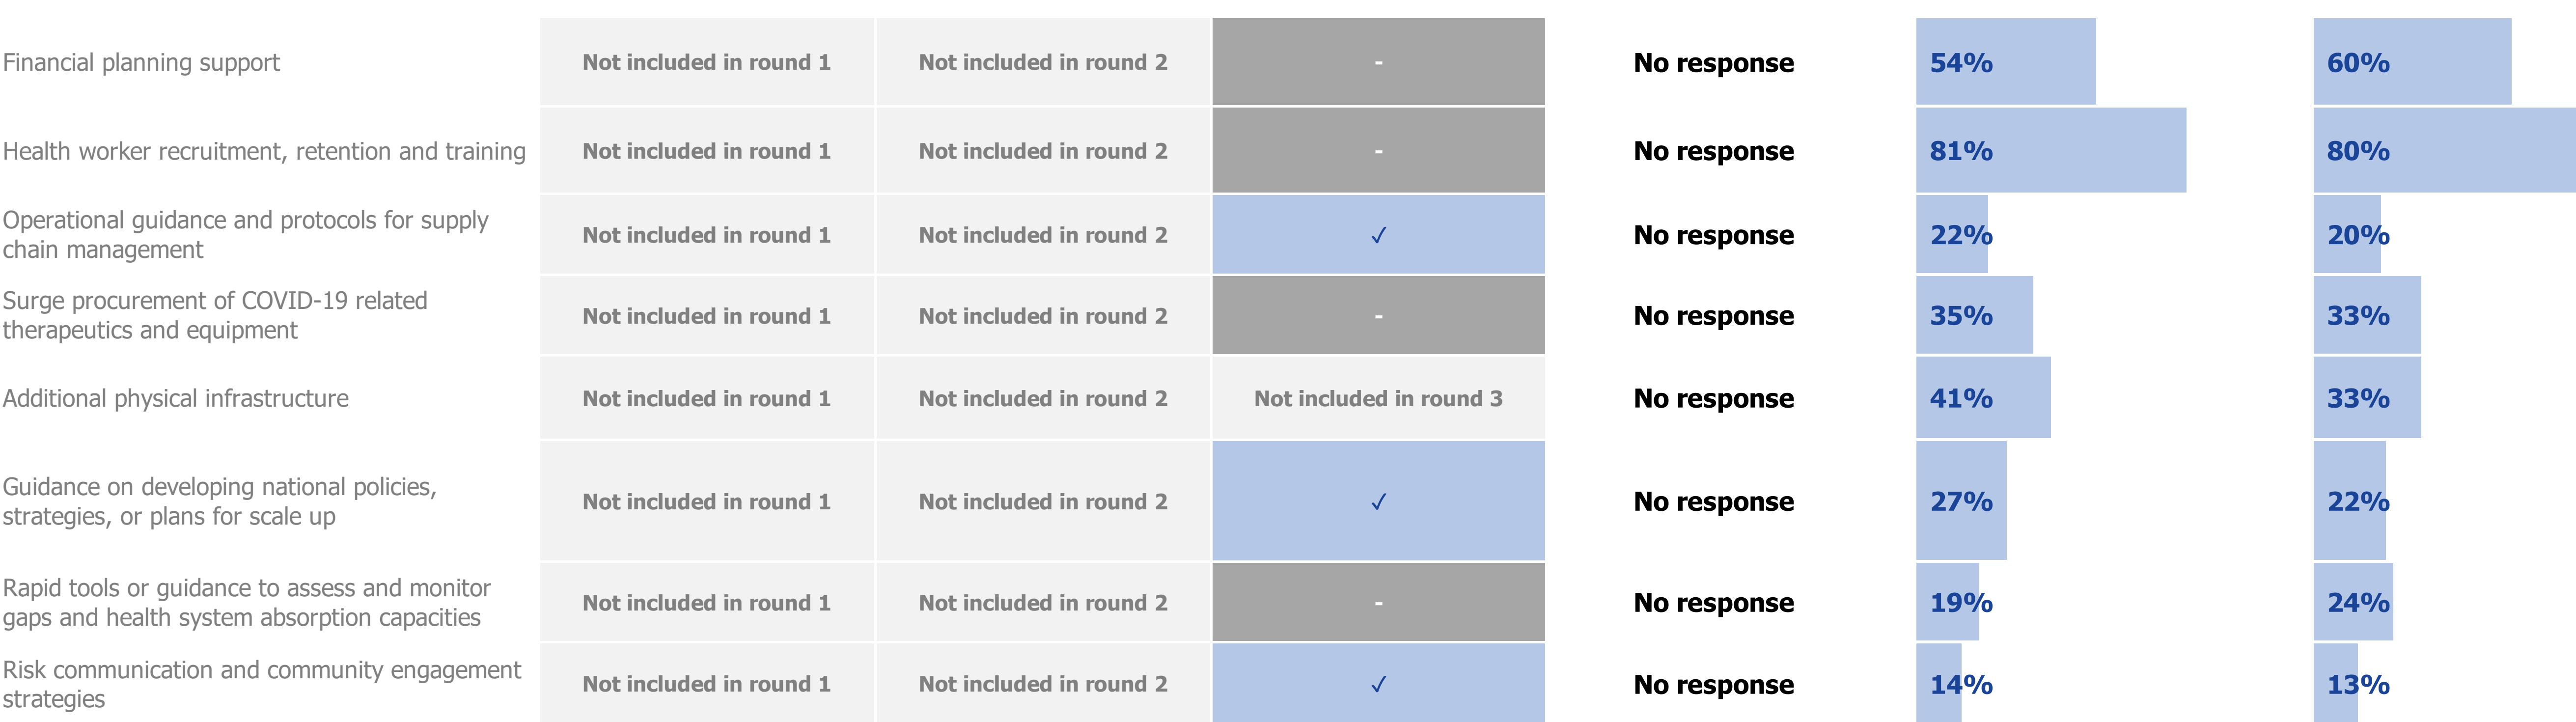 Financial planning support Not included in round 1 Not included in round 2 - No response 54% 60%
Health worker recruitment, retention and training Not included in round 1 Not included in round 2 - No response 81% 80%
Operational guidance and protocols for supply
chain management Not included in round 1 Not included in round 2 ✓ No response 22% 20%
Surge procurement of COVID-19 related
therapeutics and equipment Not included in round 1 Not included in round 2 - No response 35% 33%
Additional physical infrastructure Not included in round 1 Not included in round 2 Not included in round 3 No response 41% 33%
Guidance on developing national policies,
strategies, or plans for scale up Not included in round 1 Not included in round 2 ✓ No response 27% 22%
Rapid tools or guidance to assess and monitor
gaps and health system absorption capacities Not included in round 1 Not included in round 2 - No response 19% 24%
Risk communication and community engagement
strategies Not included in round 1 Not included in round 2 ✓ No response 14% 13%